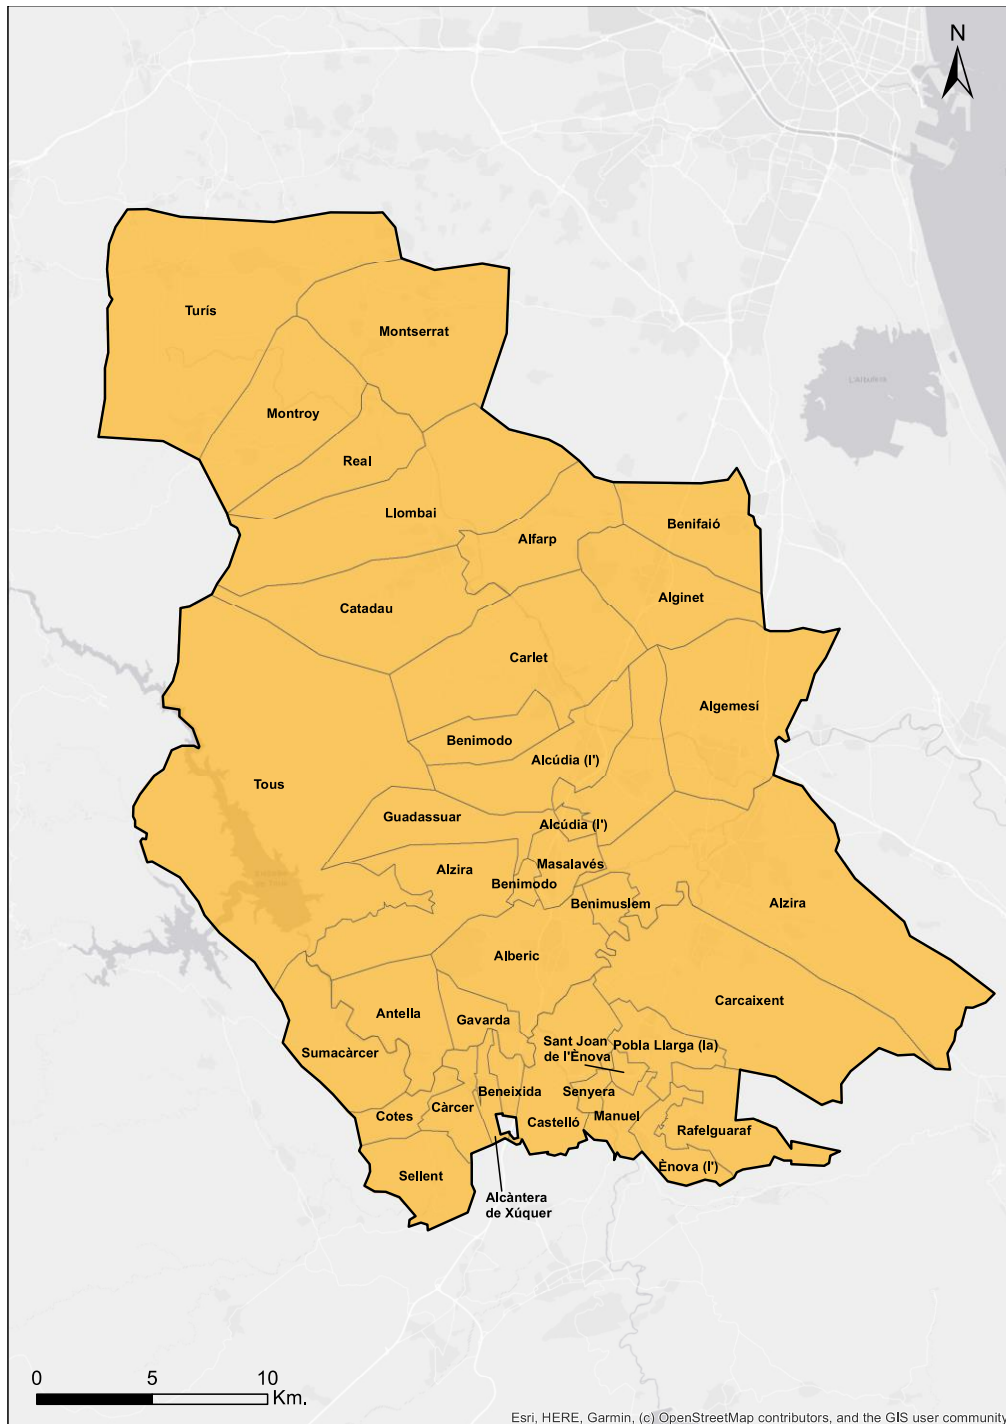 N
Turís
Montserrat
L'Albufera
Montroy
Real
Llombai
Benifaió
Alfarp
Alginet
Catadau
Carlet
Algemesí
Benimodo
Alcúdia (l')
Tous
Guadassuar
Alcúdia (l')
Masalavés
Alzira
Benimodo
Benimuslem
Alzira
Alberic
Carcaixent
Antella
Gavarda
Sant Joan
de l'Ènova
Pobla Llarga (la)
Sumacàrcer
Beneixida
Senyera
Càrcer
Cotes
Castelló
Manuel
Rafelguaraf
Ènova (l')
Sellent
Alcàntera
de Xúquer
0 5 10
Km.
Esri, HERE, Garmin, (c) OpenStreetMap contributors, and the GIS user community